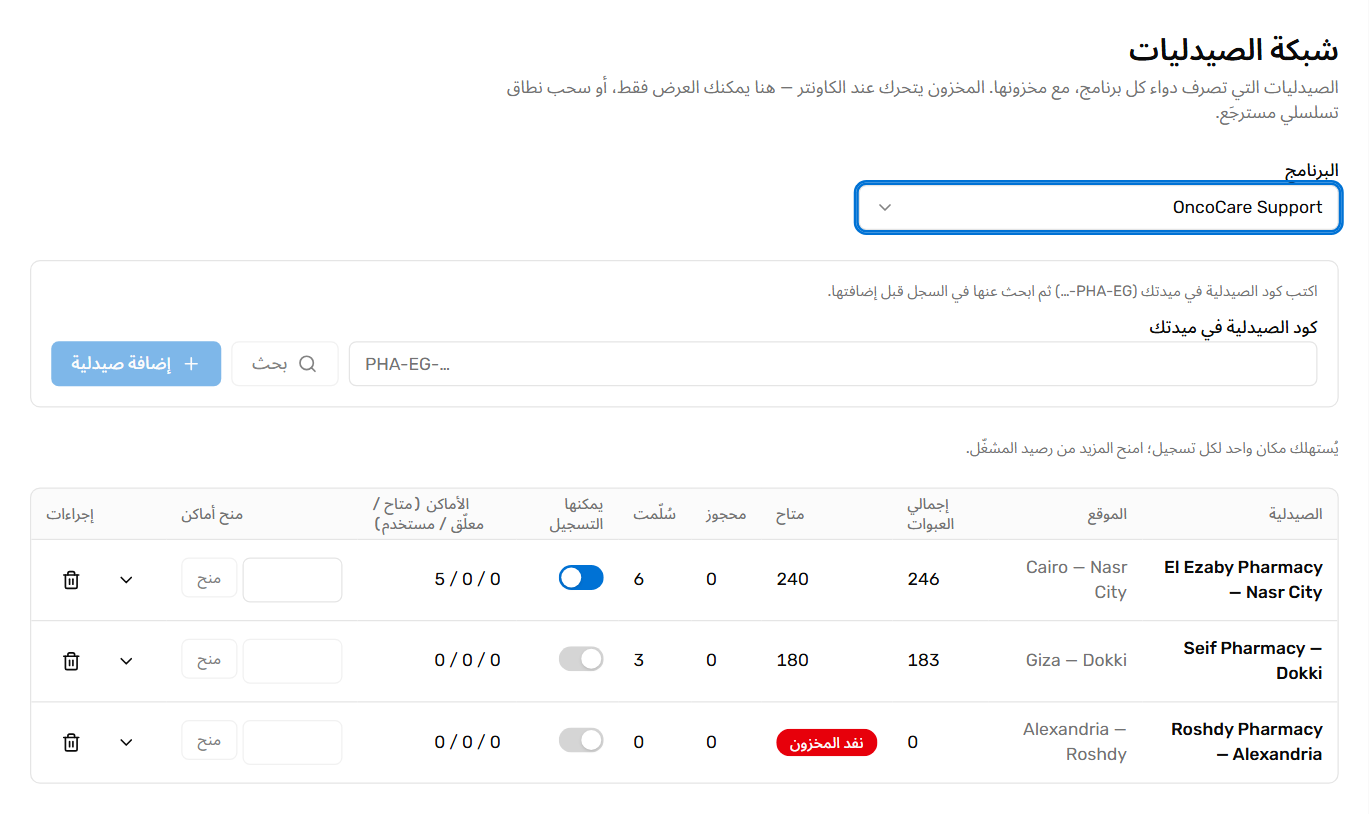 شبكة الصيدليات
الصيدليات التي تصرف دواء كل برنامج، مع مخزونها. المخزون يتحرك عند الكاونتر — هنا يمكنك العرض فقط، أو سحب نطاق
تسلسلي مسترجَع.
البرنامج
OncoCare Support
اكتب كود الصيدلية في ميدتك (PHA-EG-…) ثم ابحث عنها في السجل قبل إضافتها.
كود الصيدلية في ميدتك
PHA-EG-…
بحث
إضافة صيدلية
يُستهلك مكان واحد لكل تسجيل؛ امنح المزيد من رصيد المشغّل.
الصيدلية
الموقع
إجمالي
العبوات
متاح
محجوز
سُلّمت
يمكنها
التسجيل
الأماكن (متاح /
معلّق / مستخدم)
منح أماكن
إجراءات
El Ezaby Pharmacy
— Nasr City
Cairo — Nasr
City
246
240
0
6
5 / 0 / 0
منح
Seif Pharmacy —
Dokki
Giza — Dokki
183
180
0
3
0 / 0 / 0
منح
Roshdy Pharmacy
— Alexandria
Alexandria —
Roshdy
0
نفد المخزون
0
0
0 / 0 / 0
منح